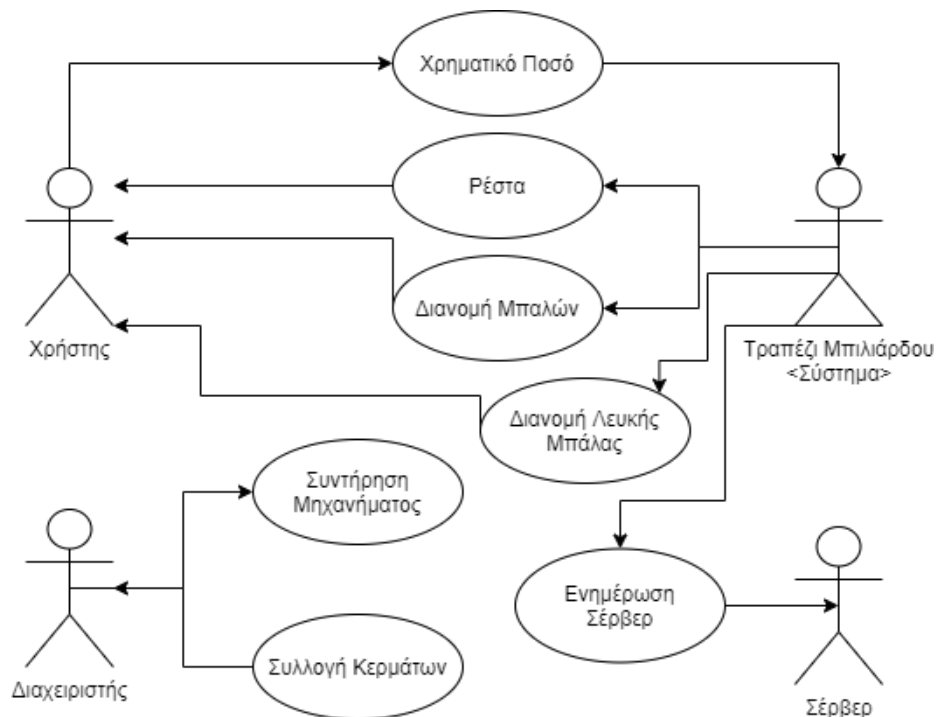 Χρηματικό Ποσό
Ρέστα
Διανομή Μπαλών
Χρήστης
Τραπέζι Μπιλιάρδου
<Σύστημα>
Διανομή Λευκής
Μπάλας
Συντήρηση
Μηχανήματος
Ενημέρωση
Σέρβερ
Συλλογή Κερμάτων
Διαχειριστής
Σέρβερ